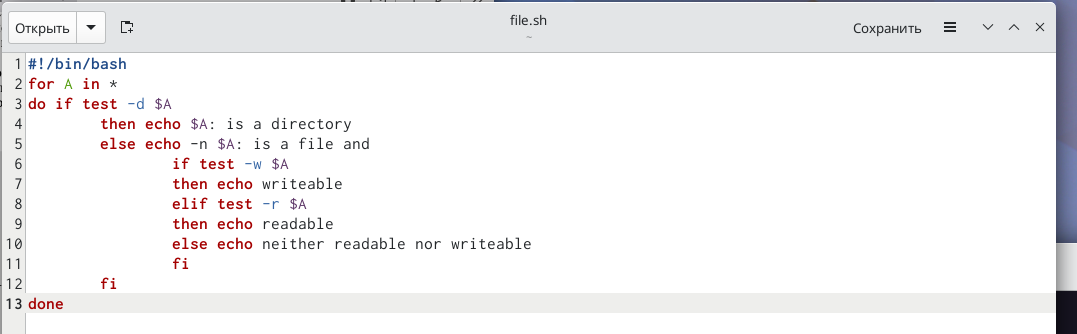 file.sh
Открыть
~
Сохранить
1 #!/bin/bash
2 for A in *
3 do if test -d $A
4 then echo $A: is a directory
5 else echo -n $A: is a file and
6 if test -w $A
7 then echo writeable
8 elif test -r $A
9 then echo readable
10 else echo neither readable nor writeable
11 fi
12 fi
13 done